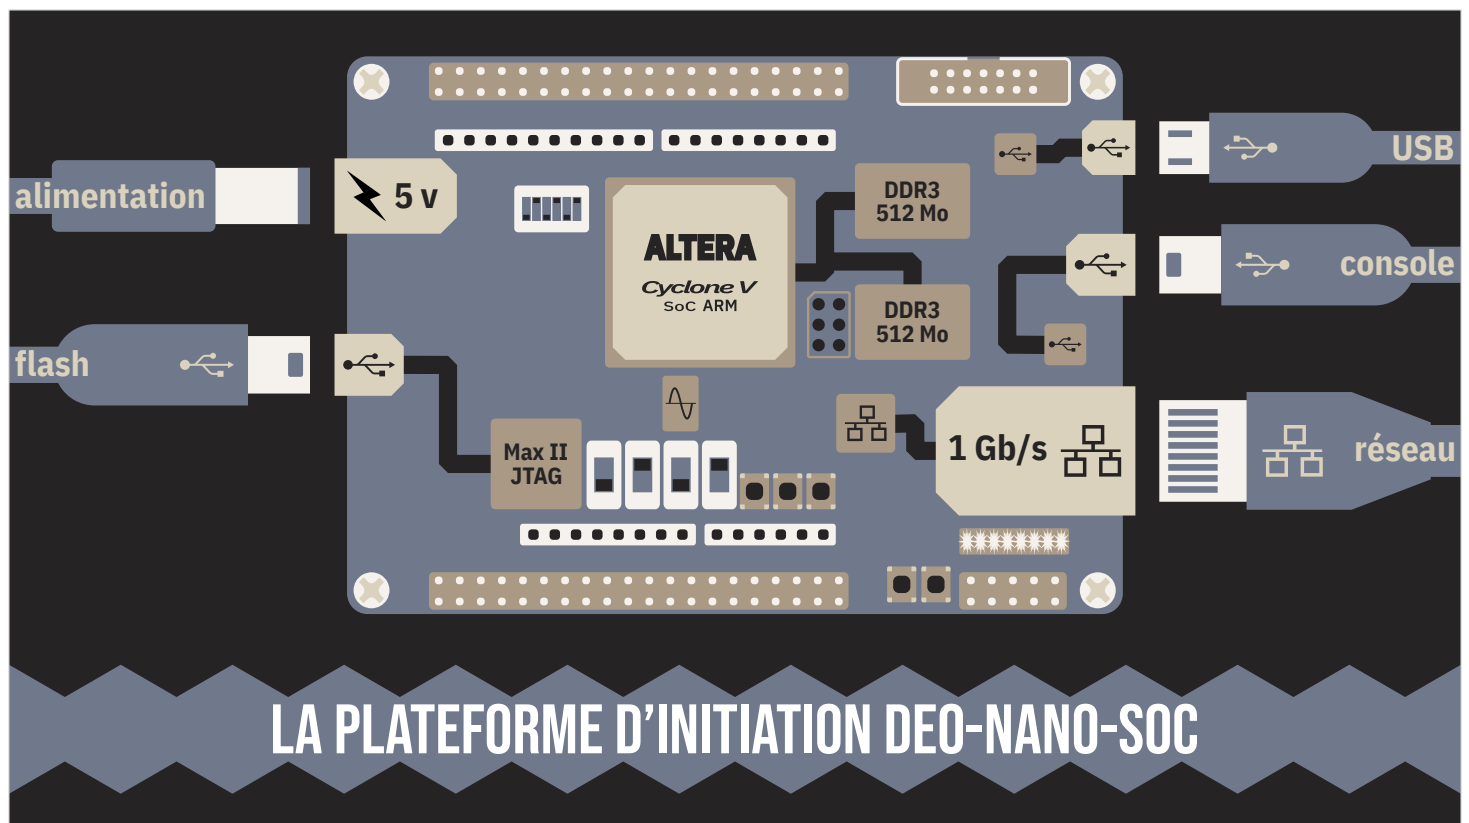 alimentation
5 v
flash
ALTERA
Cyclone V
SoC ARM
DDR3
512 Mo
DDR3
512 Mo
Max II
JTAG
1 Gb/s
USB
console
réseau
LA PLATEFORME D’INITIATION DEO-NANO-SOC